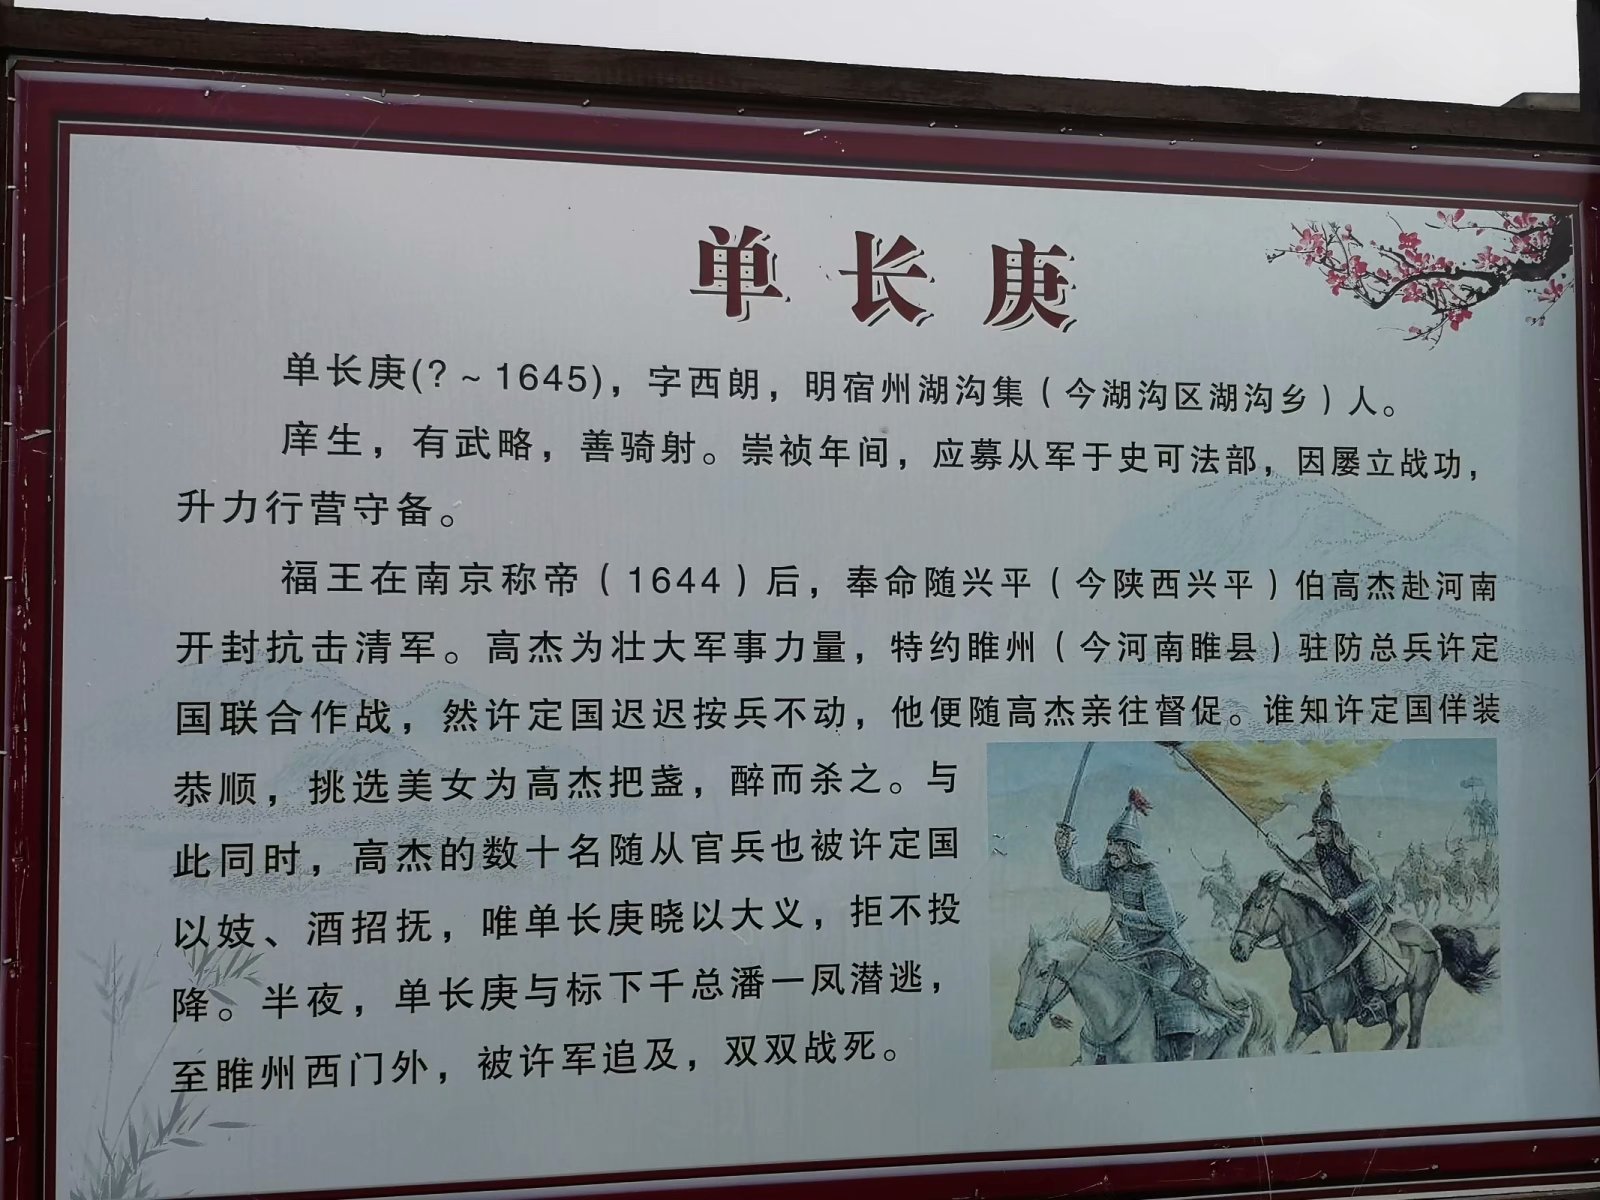 单长庚
单长庚(？~1645)，字西朗，明宿州湖沟集（今湖沟区湖沟乡）人。
庠生，有武略，善骑射。崇祯年间，应募从军于史可法部，因屡立战功，
升力行营守备。
福王在南京称帝（1644）后，奉命随兴平（今陕西兴平）伯高杰赴河南
开封抗击清军。高杰为壮大军事力量，特约睢州（今河南睢县）驻防总兵许定
国联合作战，然许定国迟迟按兵不动，他便随高杰亲往督促。谁知许定国佯装
恭顺，挑选美女为高杰把盏，醉而杀之。与
此同时，高杰的数十名随从官兵也被许定国
以妓、酒招抚，唯单长庚晓以大义，拒不投
降。半夜，单长庚与标下千总潘一凤潜逃，
至睢州西门外，被许军追及，双双战死。